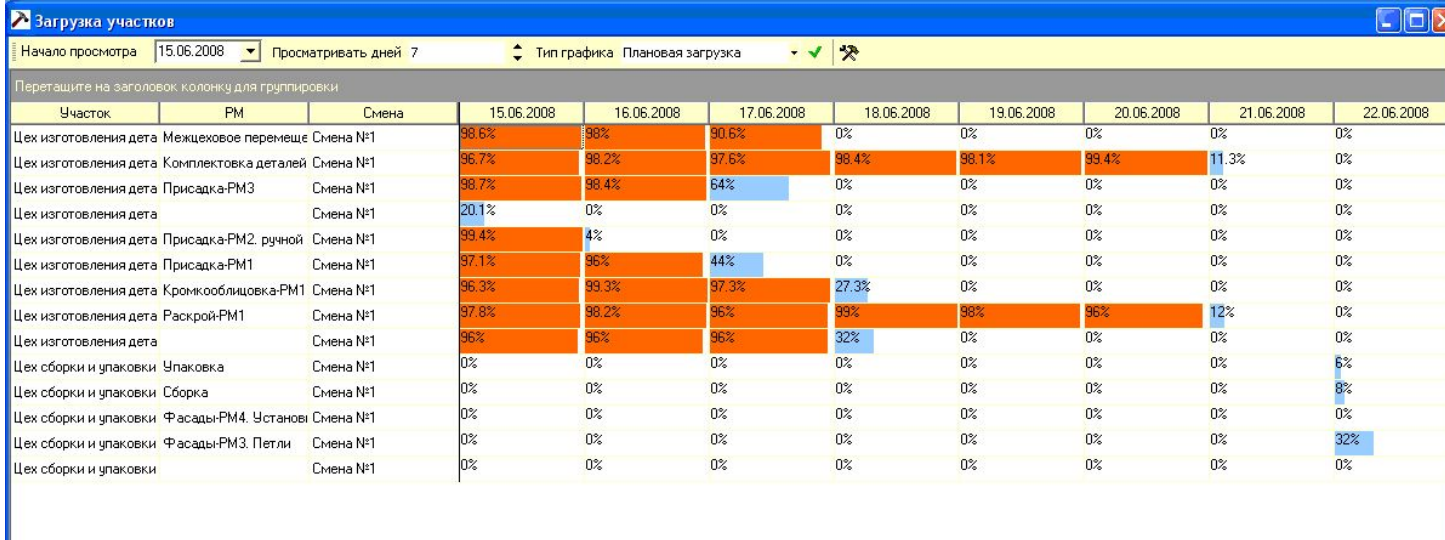 Загрузка участков
Начало просмотра 15.06.2008 Просматривать дней 7 Тип графика Плановая загрузка
Перетащите на заголовок колонку для группировки
Участок РМ Смена 15.06.2008 16.06.2008 17.06.2008 18.06.2008 19.06.2008 20.06.2008 21.06.2008 22.06.2008
Цех изготовления дета Межцеховое перемеще Смена №1 98.6% 98% 90.6% 0% 0% 0% 0% 0%
Цех изготовления дета Комплектовка деталей Смена №1 96.7% 98.2% 97.6% 98.4% 98.1% 99.4% 11.3% 0%
Цех изготовления дета Присадка-РМ3 Смена №1 98.7% 98.4% 64% 0% 0% 0% 0% 0%
Цех изготовления дета Смена №1 20.1% 0% 0% 0% 0% 0% 0% 0%
Цех изготовления дета Присадка-РМ2. ручной Смена №1 99.4% 4% 0% 0% 0% 0% 0% 0%
Цех изготовления дета Присадка-РМ1 Смена №1 97.1% 96% 44% 0% 0% 0% 0% 0%
Цех изготовления дета Кромкооблицовка-РМ1 Смена №1 96.3% 99.3% 97.3% 27.3% 0% 0% 0% 0%
Цех изготовления дета Раскрой-РМ1 Смена №1 97.8% 98.2% 96% 99% 98% 96% 12% 0%
Цех изготовления дета Смена №1 96% 96% 96% 32% 0% 0% 0% 0%
Цех сборки и упаковки Упаковка Смена №1 0% 0% 0% 0% 0% 0% 0% 6%
Цех сборки и упаковки Сборка Смена №1 0% 0% 0% 0% 0% 0% 0% 8%
Цех сборки и упаковки Фасады-РМ4. Установ Смена №1 0% 0% 0% 0% 0% 0% 0% 0%
Цех сборки и упаковки Фасады-РМ3. Петли Смена №1 0% 0% 0% 0% 0% 0% 0% 32%
Цех сборки и упаковки Смена №1 0% 0% 0% 0% 0% 0% 0% 0%